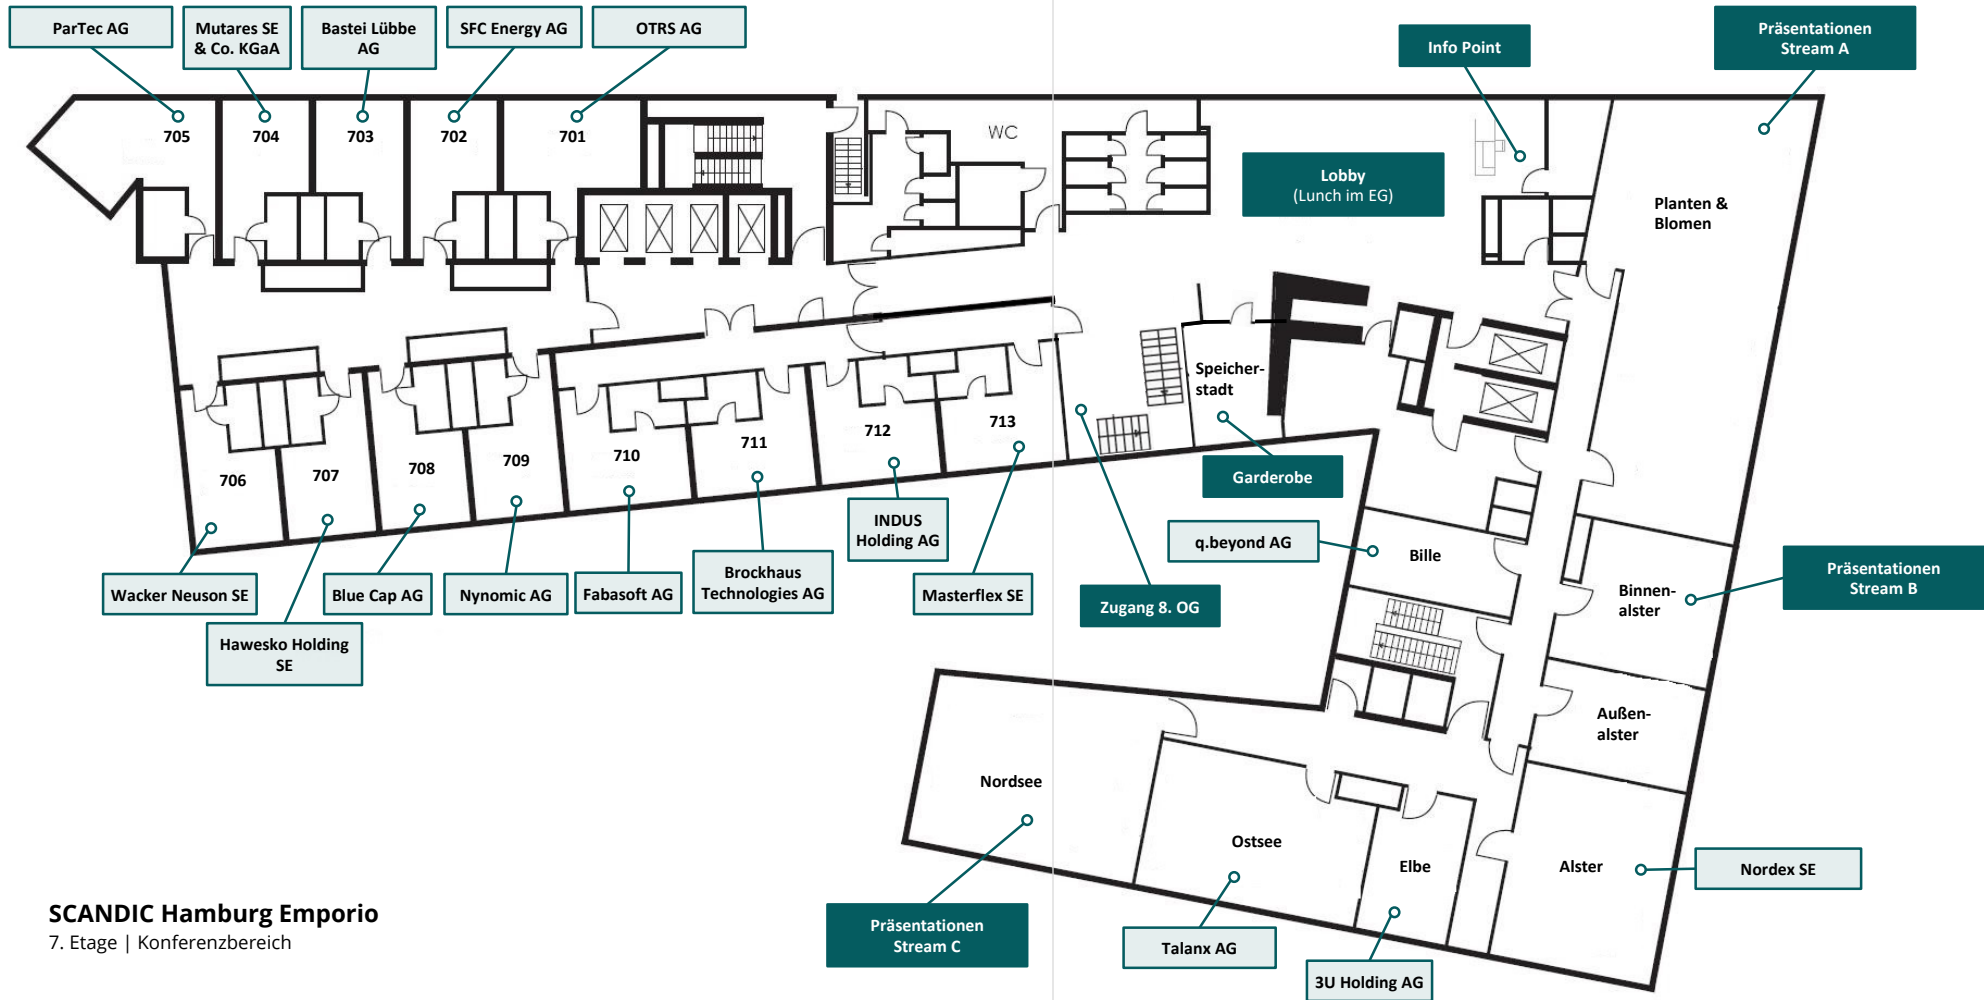 ParTec AG
Mutares SE
& Co. KGaA
Bastei Lübbe
AG
SFC Energy AG
OTRS AG
Info Point
Präsentationen
Stream A
705
704
703
702
701
WC
Lobby
(Lunch im EG)
Planten &
Blomen
Speicher-
stadt
706
707
708
709
710
711
712
713
Garderobe
INDUS
Holding AG
q.beyond AG
Bille
Wacker Neuson SE
Hawesko Holding
SE
Blue Cap AG
Nynomic AG
Fabasoft AG
Brockhaus
Technologies AG
Masterflex SE
Zugang 8. OG
Binnen-
alster
Präsentationen
Stream B
Außen-
alster
Nordsee
Ostsee
Elbe
Alster
Nordex SE
Präsentationen
Stream C
Talanx AG
3U Holding AG
SCANDIC Hamburg Emporio
7. Etage | Konferenzbereich